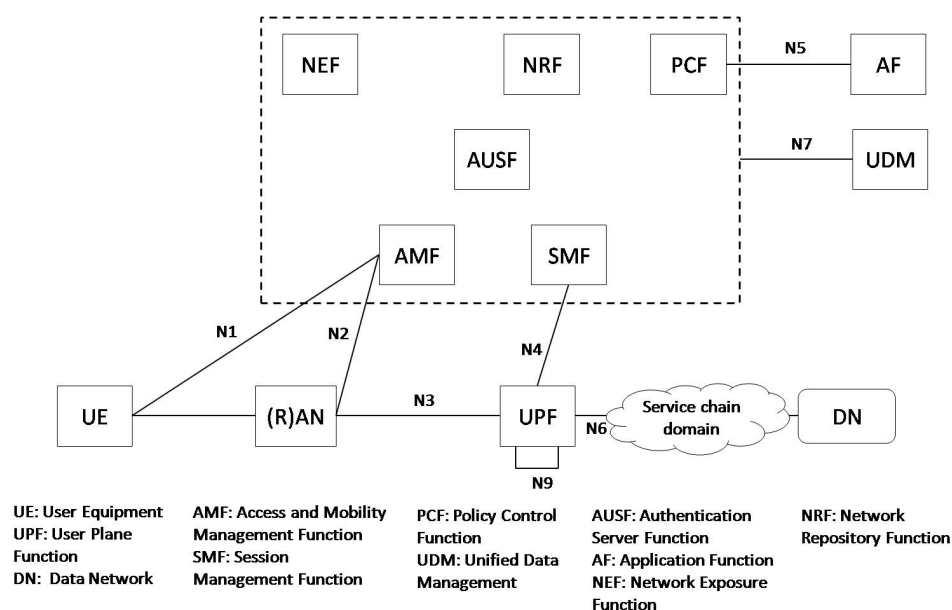 NEF
NRF
PCF
N5
AF
AUSF
N7
UDM
AMF
SMF
N1
N2
N4
UE
(R)AN
N3
UPF
N6
Service chain
domain
DN
N9
UE: User Equipment
UPF: User Plane
Function
DN: Data Network
AMF: Access and Mobility
Management Function
SMF: Session
Management Function
PCF: Policy Control
Function
UDM: Unified Data
Management
AUSF: Authentication
Server Function
AF: Application Function
NEF: Network Exposure
Function
NRF: Network
Repository Function